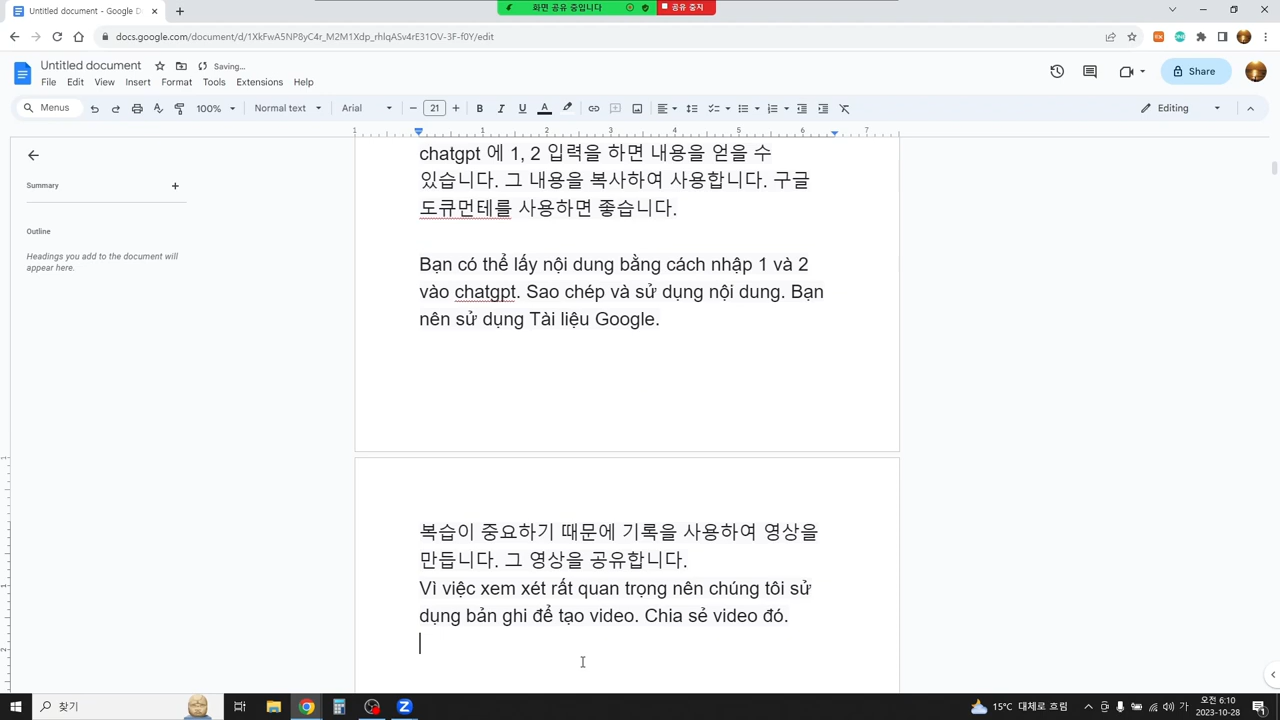 Untitled document - Google D
화면 공유 중입니다
공유 중지
docs.google.com/document/d/1XkFwA5NP8yC4r_M2M1Xdp_rhlqASv4rE31OV-3F-f0Y/edit
Untitled document
Saving...
File Edit View Insert Format Tools Extensions Help
Share
Menus
100%
Normal text
Arial
21
Editing
1 1 2 3 4 5 6 7
Summary
Outline
Headings you add to the document will
appear here.
chatgpt 에 1, 2 입력을 하면 내용을 얻을 수
있습니다. 그 내용을 복사하여 사용합니다. 구글
도큐먼테를 사용하면 좋습니다.
Bạn có thể lấy nội dung bằng cách nhập 1 và 2
vào chatgpt. Sao chép và sử dụng nội dung. Bạn
nên sử dụng Tài liệu Google.
복습이 중요하기 때문에 기록을 사용하여 영상을
만듭니다. 그 영상을 공유합니다.
Vì việc xem xét rất quan trọng nên chúng tôi sử
dụng bản ghi để tạo video. Chia sẻ video đó.
찾기
15°C 대체로 흐림
가
오전 6:10
2023-10-28